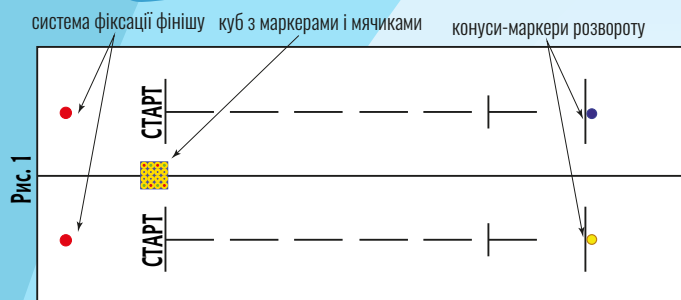 система фіксації фінішу
куб з маркерами і мячиками
конуси-маркери розвороту
СТАРТ
Рис. 1
СТАРТ